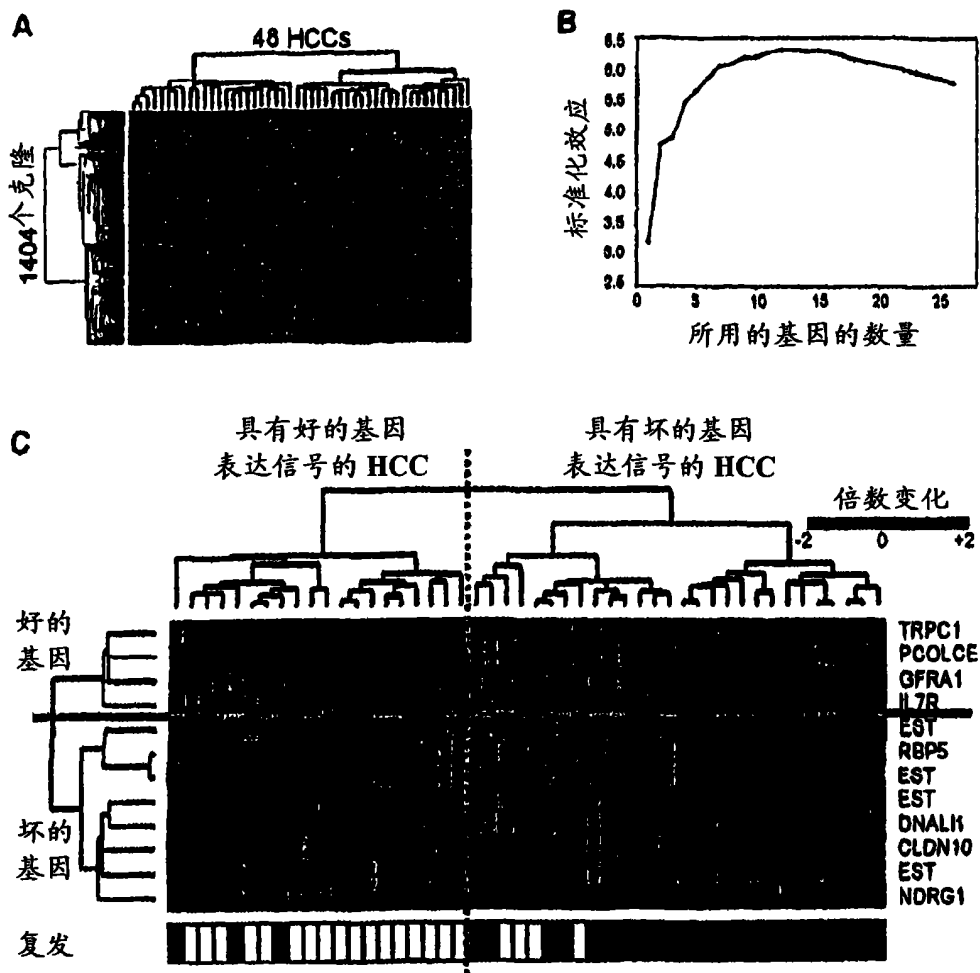 A
48 HCCs
1404个克隆
B
标准化效应
6.5
6.0
5.5
5.0
4.5
4.0
3.5
3.0
2.5
0
5
10
15
20
25
所用的基因的数量
C
具有好的基因
表达信号的 HCC
具有坏的基因
表达信号的 HCC
倍数变化
-2 0 +2
好的
基因
坏的
基因
TRPC1
PCOLCE
GFRA1
IL7R
EST
RBP5
EST
EST
CLDN10
EST
NDRG1
复发